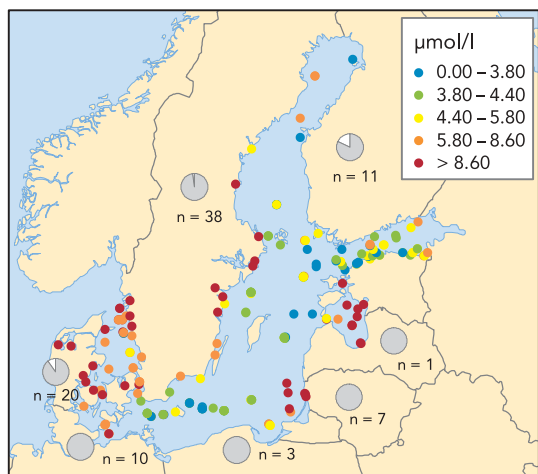 µmol/l
0.00 – 3.80
3.80 – 4.40
4.40 – 5.80
5.80 – 8.60
> 8.60
n = 11
n = 38
n = 1
n = 20
n = 7
n = 10
n = 3